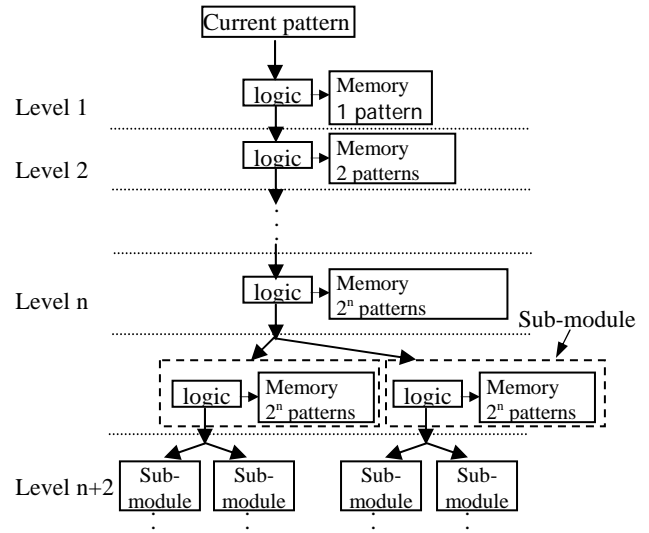 Current pattern
logic
Memory
1 pattern
Level 1
logic
Memory
2 patterns
Level 2
logic
Memory
2ⁿ patterns
Level n
Sub-module
logic
Memory
2ⁿ patterns
logic
Memory
2ⁿ patterns
Level n+2
Sub-
module
Sub-
module
Sub-
module
Sub-
module